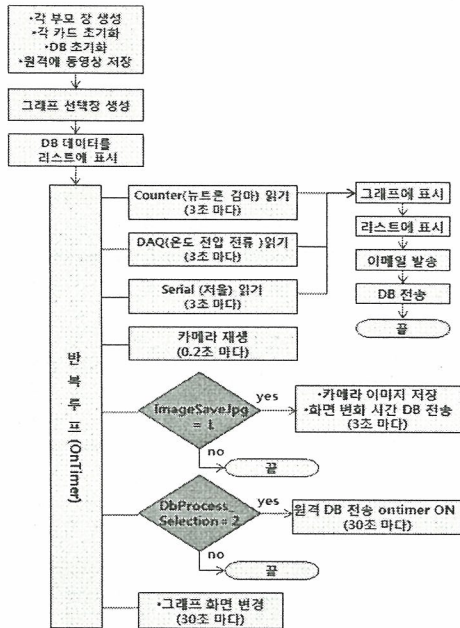 •각 부모 창 생성
•각 카드 초기화
•DB 초기화
•원격에 동영상 저장
그래프 선택창 생성
DB 데이터를
리스트에 표시
반복루프(OnTimer)
Counter(뉴트론 감마) 읽기
(3초 마다)
DAQ(온도 전압 전류 )읽기
(3초 마다)
Serial (저울) 읽기
(3초 마다)
그래프에 표시
리스트에 표시
이메일 발송
DB 전송
끝
카메라 재생
(0.2초 마다)
ImageSaveJpg
= 1
yes
•카메라 이미지 저장
•화면 변화 시간 DB 전송
(3초 마다)
no
끝
DbProcess_
Selection = 2
yes
원격 DB 전송 ontimer ON
(30초 마다)
no
끝
•그래프 화면 변경
(30초 마다)